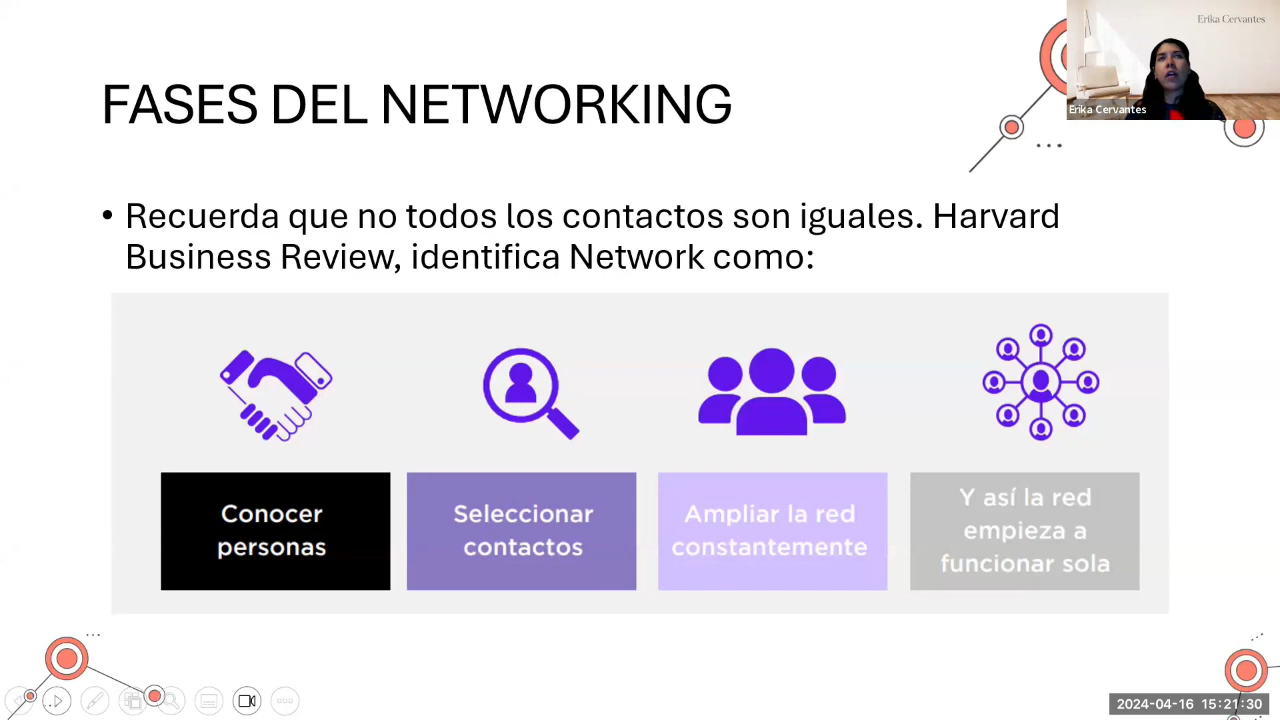 Erika Cervantes
Erika Cervantes
FASES DEL NETWORKING
• Recuerda que no todos los contactos son iguales. Harvard
Business Review, identifica Network como:
Conocer
personas
Seleccionar
contactos
Ampliar la red
constantemente
Y así la red
empieza a
funcionar sola
2024-04-16 15:21:30